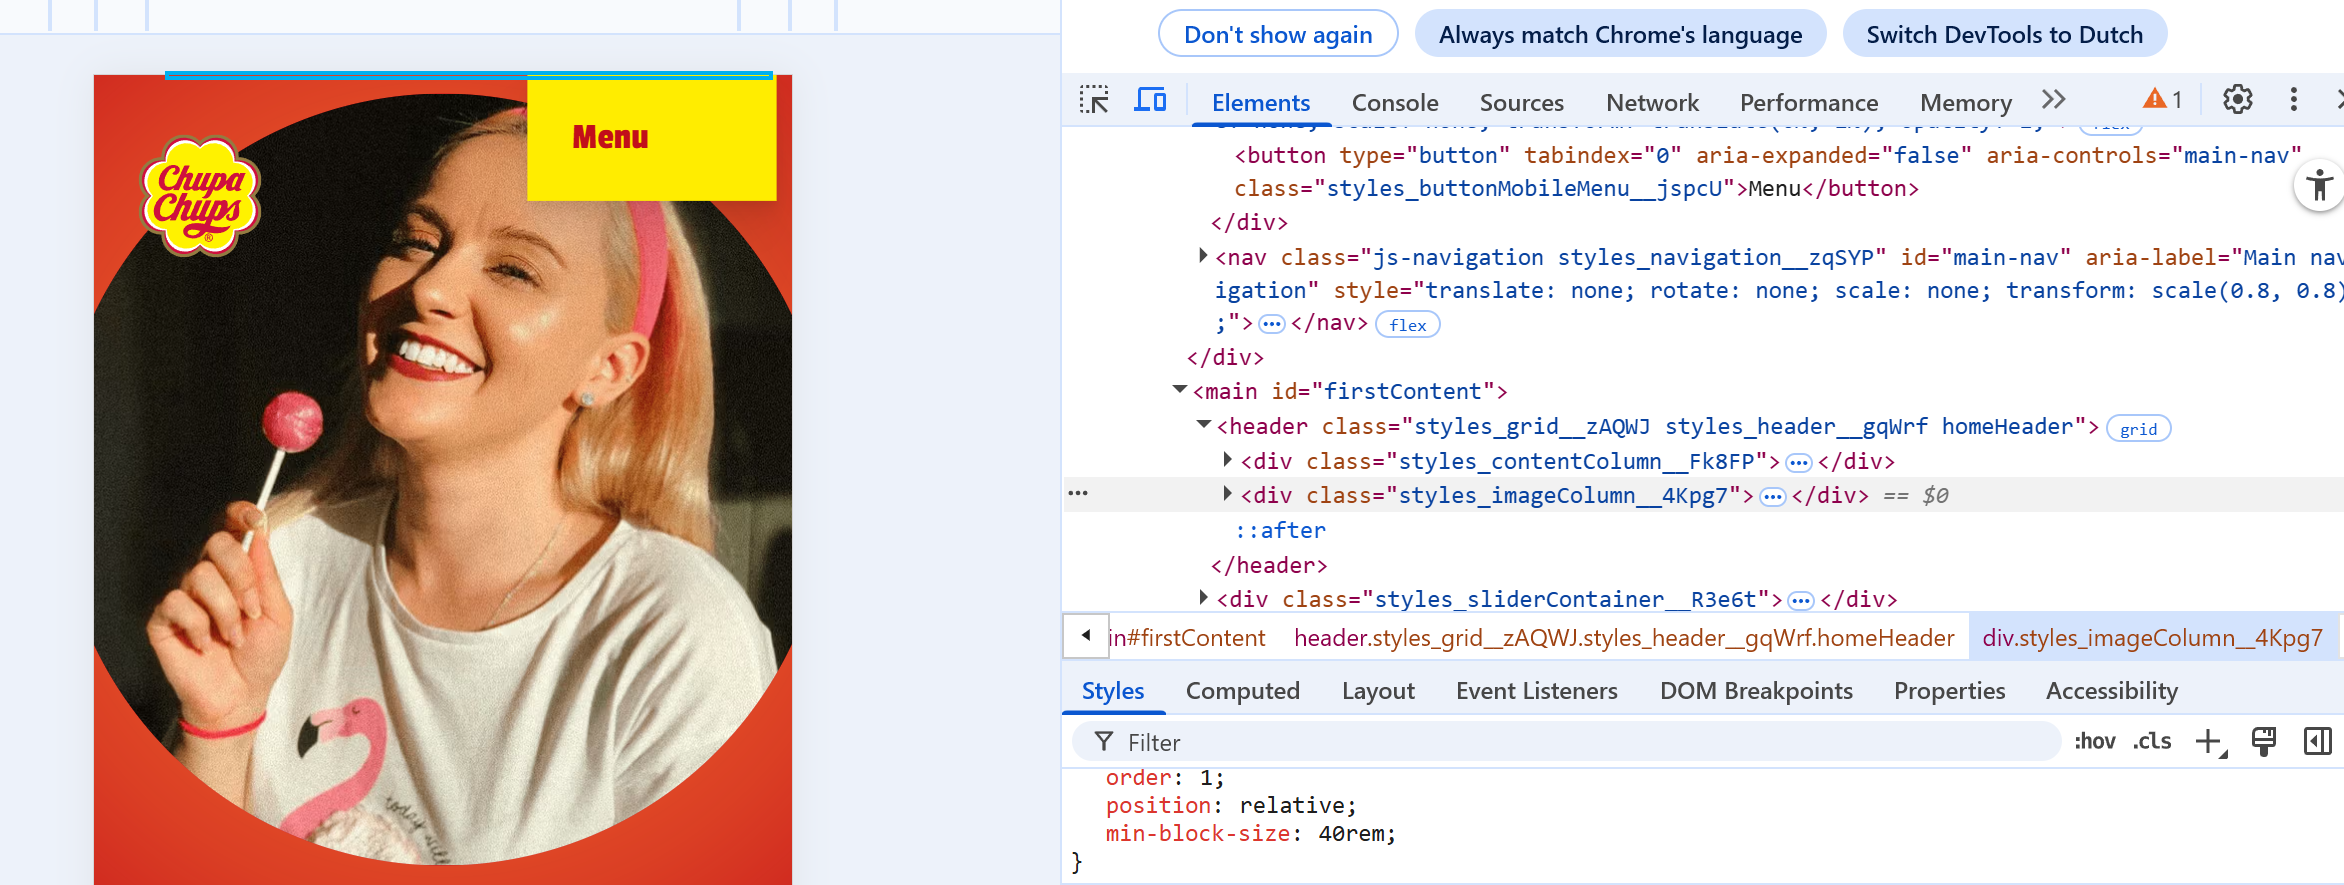 Don't show again
Always match Chrome's language
Switch DevTools to Dutch
Menu
Chupa
Chups
®
today will
Elements
Console
Sources
Network
Performance
Memory
1
<button type="button" tabindex="0" aria-expanded="false" aria-controls="main-nav"
class="styles_buttonMobileMenu__jspcU">Menu</button>
</div>
<nav class="js-navigation styles_navigation__zqSYP" id="main-nav" aria-label="Main nav
igation" style="translate: none; rotate: none; scale: none; transform: scale(0.8, 0.8)
;"> ••• </nav> flex
</div>
<main id="firstContent">
<header class="styles_grid__zAQWJ styles_header__gqWrf homeHeader"> grid
<div class="styles_contentColumn__Fk8FP"> ••• </div>
••• <div class="styles_imageColumn__4Kpg7"> ••• </div> == $0
::after
</header>
<div class="styles_sliderContainer__R3e6t"> ••• </div>
in#firstContent header.styles_grid__zAQWJ.styles_header__gqWrf.homeHeader div.styles_imageColumn__4Kpg7
Styles
Computed
Layout
Event Listeners
DOM Breakpoints
Properties
Accessibility
Filter
:hov
.cls
order: 1;
position: relative;
min-block-size: 40rem;
}